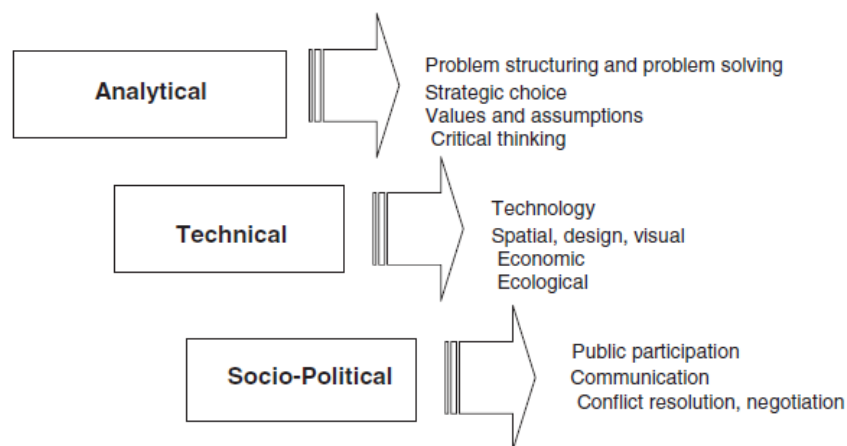 Analytical
Problem structuring and problem solving
Strategic choice
Values and assumptions
Critical thinking
Technical
Technology
Spatial, design, visual
Economic
Ecological
Socio-Political
Public participation
Communication
Conflict resolution, negotiation